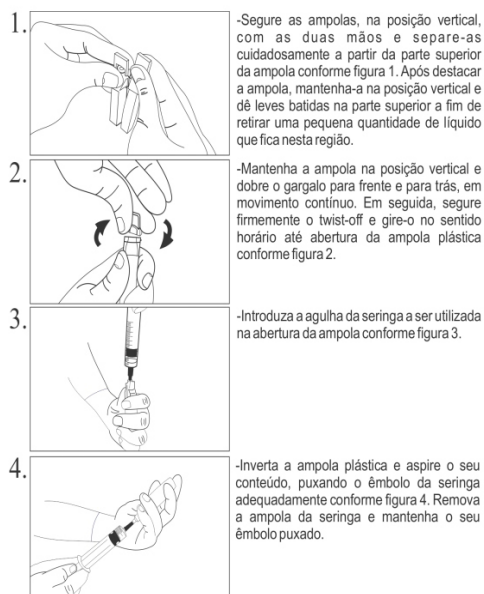 1.
-Segure as ampolas, na posição vertical,
com as duas mãos e separe-as
cuidadosamente a partir da parte superior
da ampola conforme figura 1. Após destacar
a ampola, mantenha-a na posição vertical e
dê leves batidas na parte superior a fim de
retirar uma pequena quantidade de líquido
que fica nesta região.
2.
-Mantenha a ampola na posição vertical e
dobre o gargalo para frente e para trás, em
movimento contínuo. Em seguida, segure
firmemente o twist-off e gire-o no sentido
horário até abertura da ampola plástica
conforme figura 2.
3.
-Introduza a agulha da seringa a ser utilizada
na abertura da ampola conforme figura 3.
4.
-Inverta a ampola plástica e aspire o seu
conteúdo, puxando o êmbolo da seringa
adequadamente conforme figura 4. Remova
a ampola da seringa e mantenha o seu
êmbolo puxado.